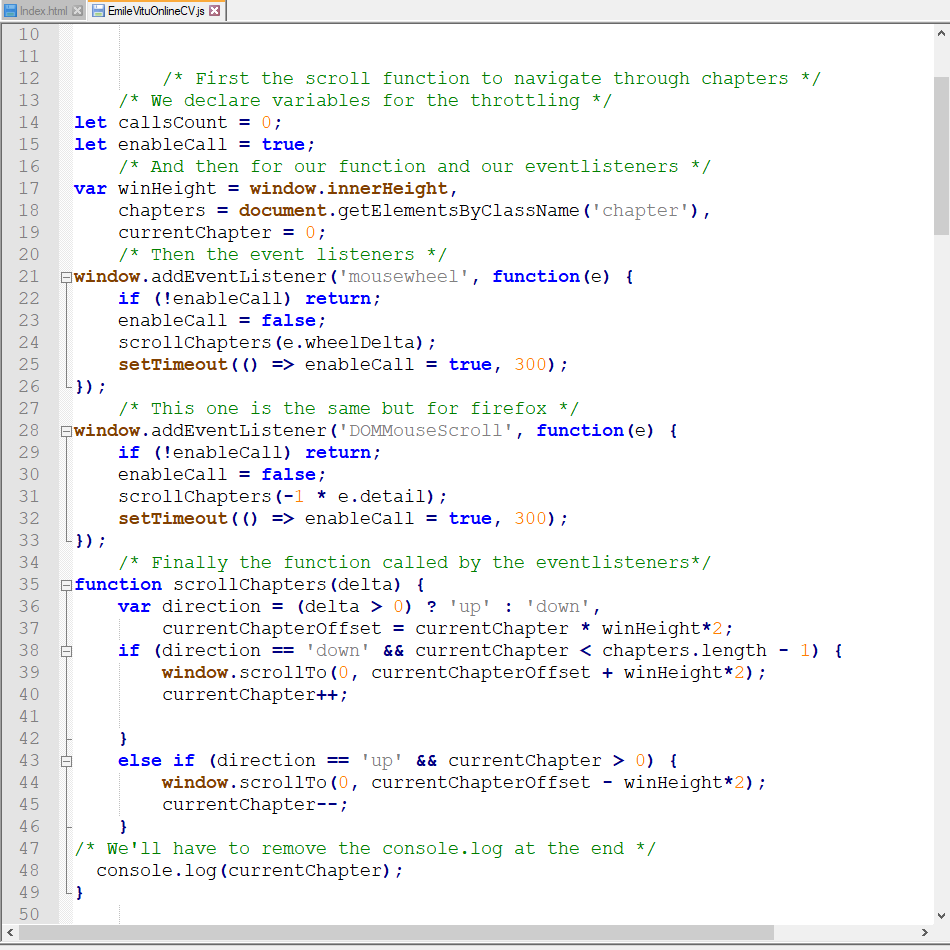 Index.html EmileVituOnlineCV.js
10
11
12 /* First the scroll function to navigate through chapters */
13 /* We declare variables for the throttling */
14 let callsCount = 0;
15 let enableCall = true;
16 /* And then for our function and our eventlisteners */
17 var winHeight = window.innerHeight,
18 chapters = document.getElementsByClassName('chapter'),
19 currentChapter = 0;
20 /* Then the event listeners */
21 window.addEventListener('mousewheel', function(e) {
22 if (!enableCall) return;
23 enableCall = false;
24 scrollChapters(e.wheelDelta);
25 setTimeout(() => enableCall = true, 300);
26 });
27 /* This one is the same but for firefox */
28 window.addEventListener('DOMMouseScroll', function(e) {
29 if (!enableCall) return;
30 enableCall = false;
31 scrollChapters(-1 * e.detail);
32 setTimeout(() => enableCall = true, 300);
33 });
34 /* Finally the function called by the eventlisteners*/
35 function scrollChapters(delta) {
36 var direction = (delta > 0) ? 'up' : 'down',
37 currentChapterOffset = currentChapter * winHeight*2;
38 if (direction == 'down' && currentChapter < chapters.length - 1) {
39 window.scrollTo(0, currentChapterOffset + winHeight*2);
40 currentChapter++;
41
42 }
43 else if (direction == 'up' && currentChapter > 0) {
44 window.scrollTo(0, currentChapterOffset - winHeight*2);
45 currentChapter--;
46 }
47 /* We'll have to remove the console.log at the end */
48 console.log(currentChapter);
49 }
50